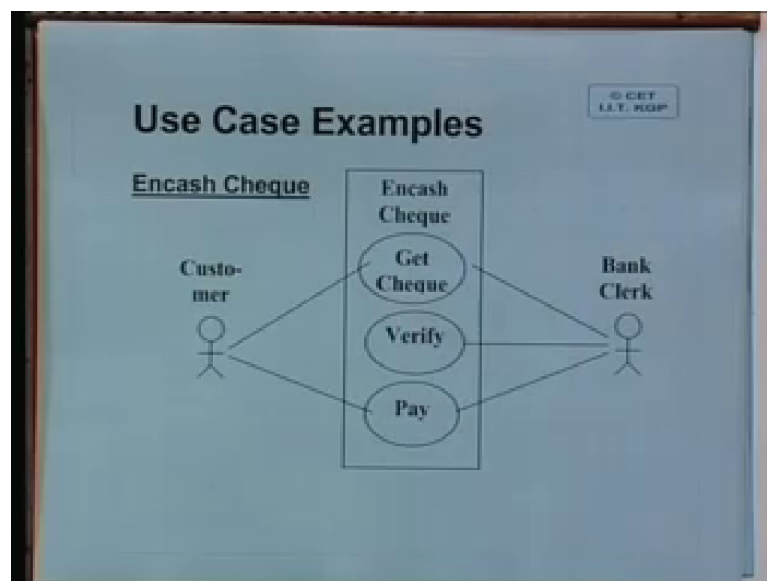 © CET
I.I.T. KGP
Use Case Examples
Encash Cheque
Encash
Cheque
Get
Cheque
Verify
Pay
Custo-
mer
Bank
Clerk